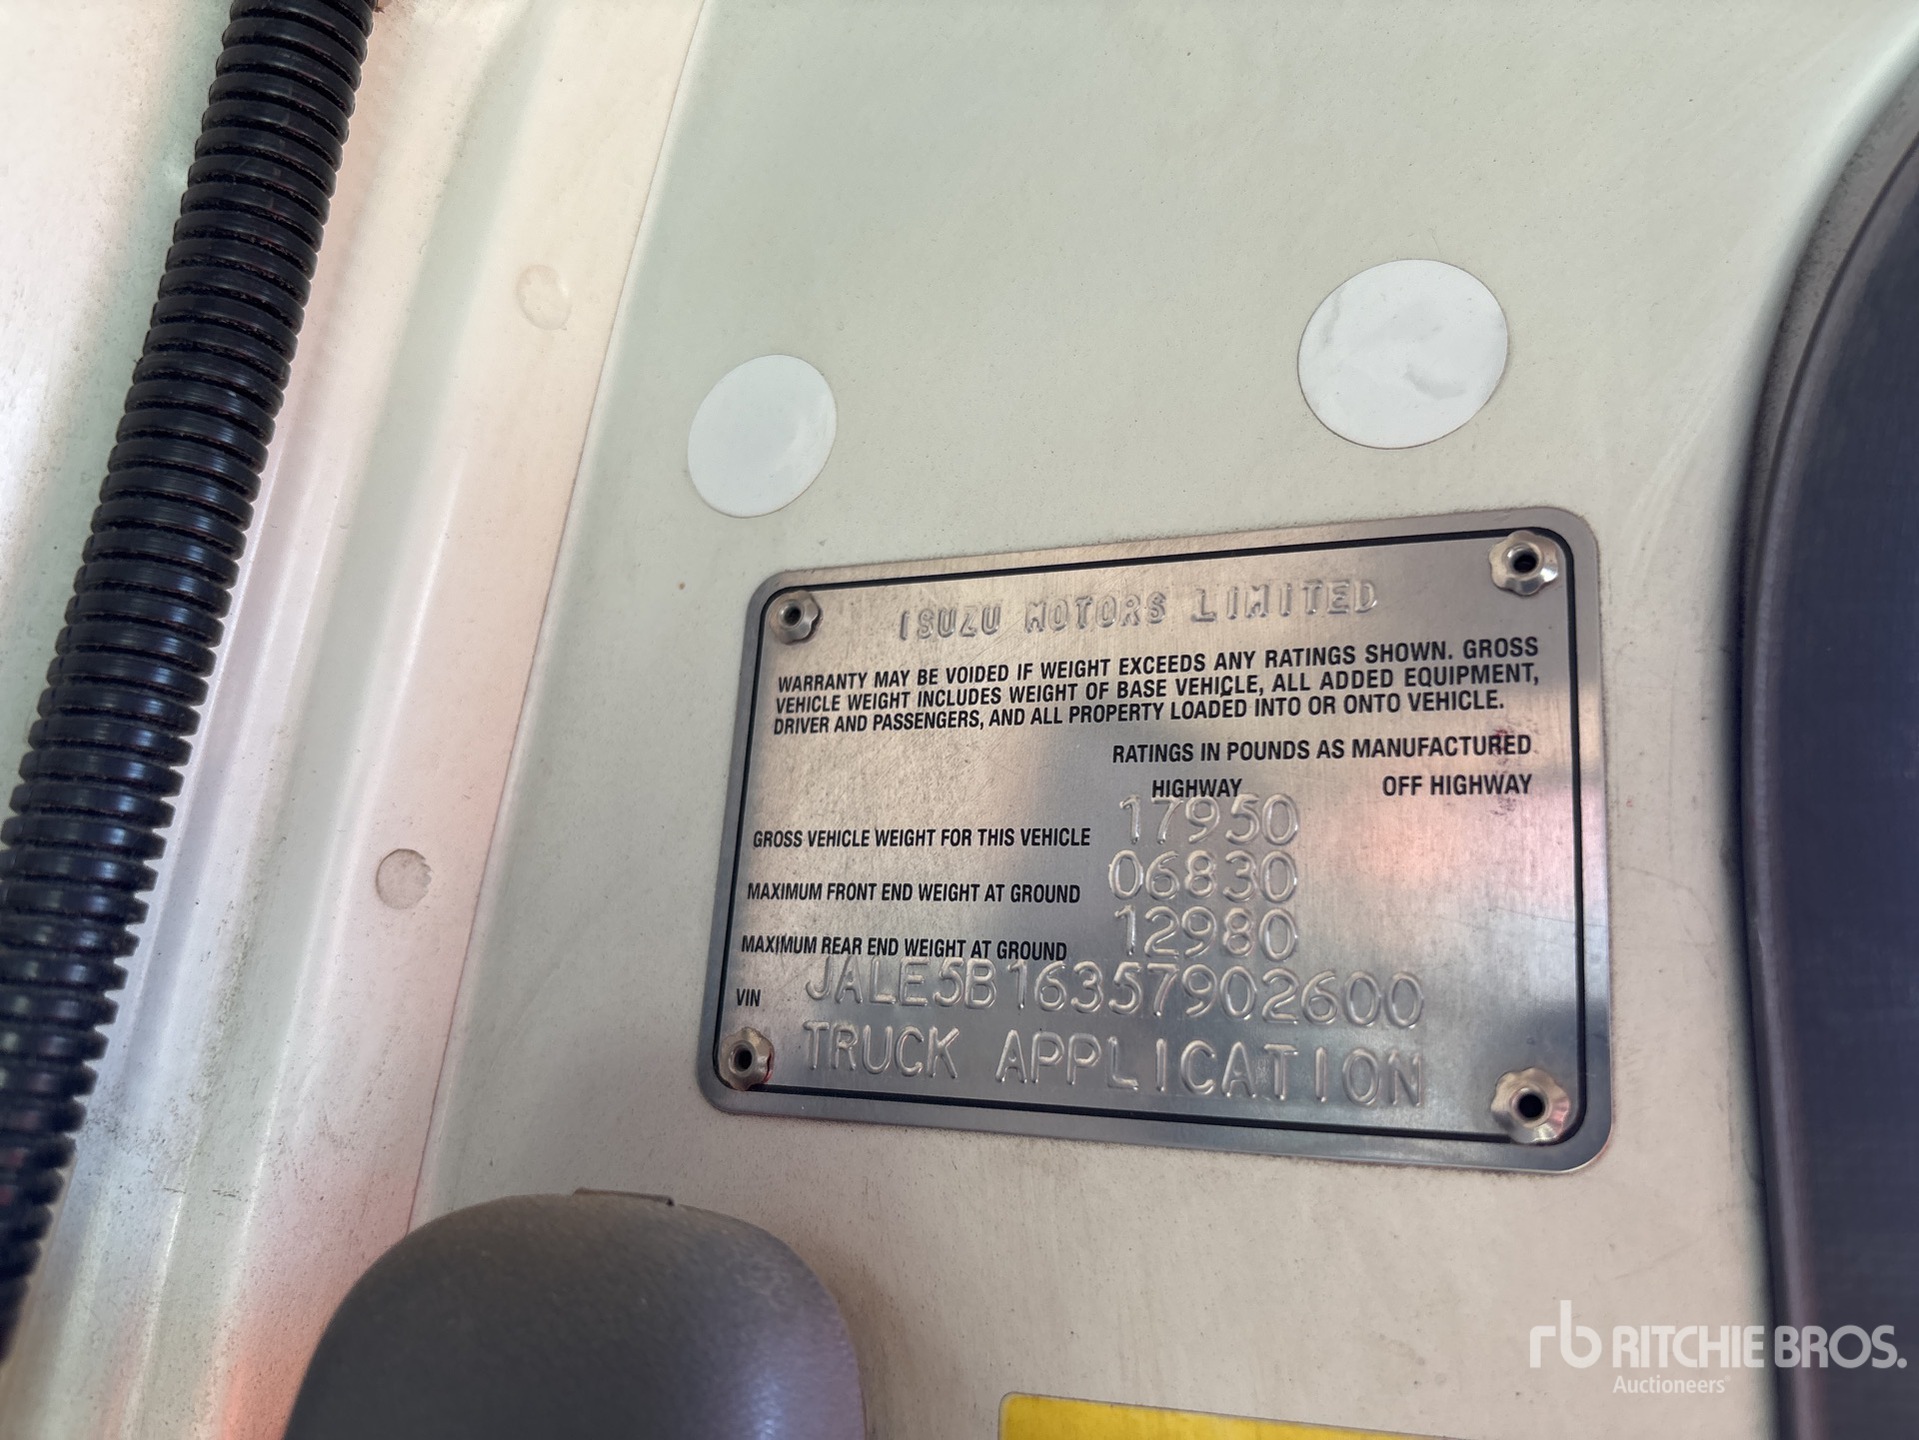 ISUZU MOTORS LIMITED
WARRANTY MAY BE VOIDED IF WEIGHT EXCEEDS ANY RATINGS SHOWN. GROSS
VEHICLE WEIGHT INCLUDES WEIGHT OF BASE VEHICLE, ALL ADDED EQUIPMENT,
DRIVER AND PASSENGERS, AND ALL PROPERTY LOADED INTO OR ONTO VEHICLE.
RATINGS IN POUNDS AS MANUFACTURED
HIGHWAY OFF HIGHWAY
GROSS VEHICLE WEIGHT FOR THIS VEHICLE 17950
MAXIMUM FRONT END WEIGHT AT GROUND 06830
MAXIMUM REAR END WEIGHT AT GROUND 12980
VIN JALE5B16357902600
TRUCK APPLICATION
rb RITCHIE BROS.
Auctioneers